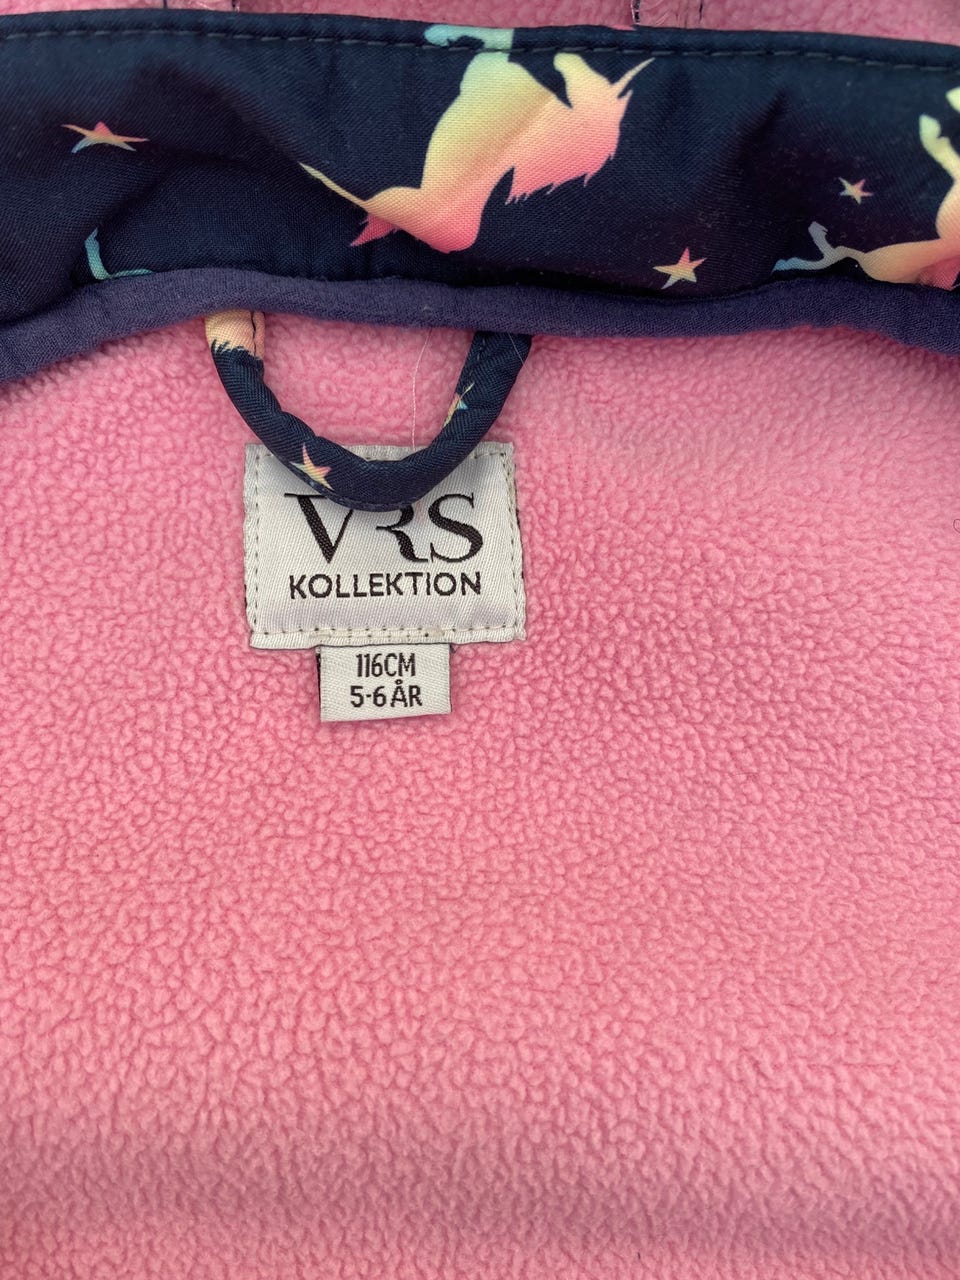 VRS
KOLLEKTION
116CM
5-6 ÅR